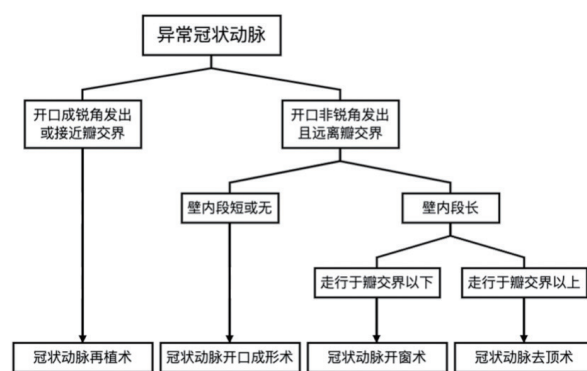 异常冠状动脉
开口成锐角发出
或接近瓣交界
开口非锐角发出
且远离瓣交界
壁内段短或无
壁内段长
走行于瓣交界以下
走行于瓣交界以上
冠状动脉再植术
冠状动脉开口成形术
冠状动脉开窗术
冠状动脉去顶术